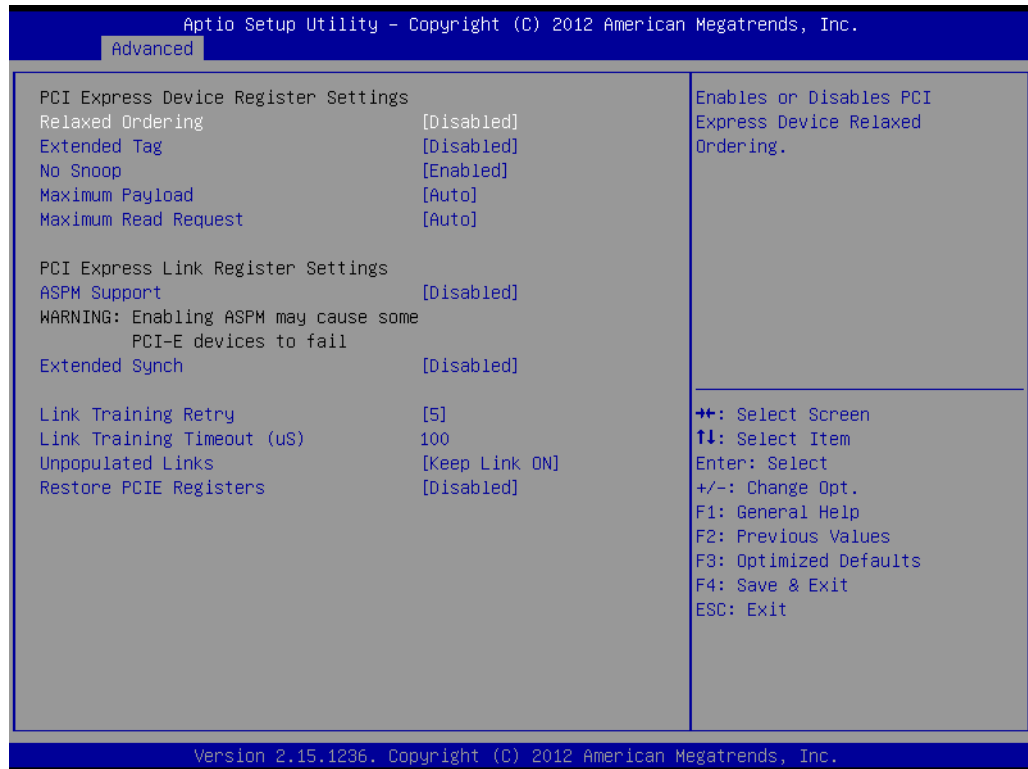 Aptio Setup Utility – Copyright (C) 2012 American Megatrends, Inc.
Advanced
PCI Express Device Register Settings
Relaxed Ordering [Disabled]
Extended Tag [Disabled]
No Snoop [Enabled]
Maximum Payload [Auto]
Maximum Read Request [Auto]
PCI Express Link Register Settings
ASPM Support [Disabled]
WARNING: Enabling ASPM may cause some
PCI-E devices to fail
Extended Synch [Disabled]
Link Training Retry [5]
Link Training Timeout (uS) 100
Unpopulated Links [Keep Link ON]
Restore PCIE Registers [Disabled]
Enables or Disables PCI
Express Device Relaxed
Ordering.
→←: Select Screen
↑↓: Select Item
Enter: Select
+/-: Change Opt.
F1: General Help
F2: Previous Values
F3: Optimized Defaults
F4: Save & Exit
ESC: Exit
Version 2.15.1236. Copyright (C) 2012 American Megatrends, Inc.